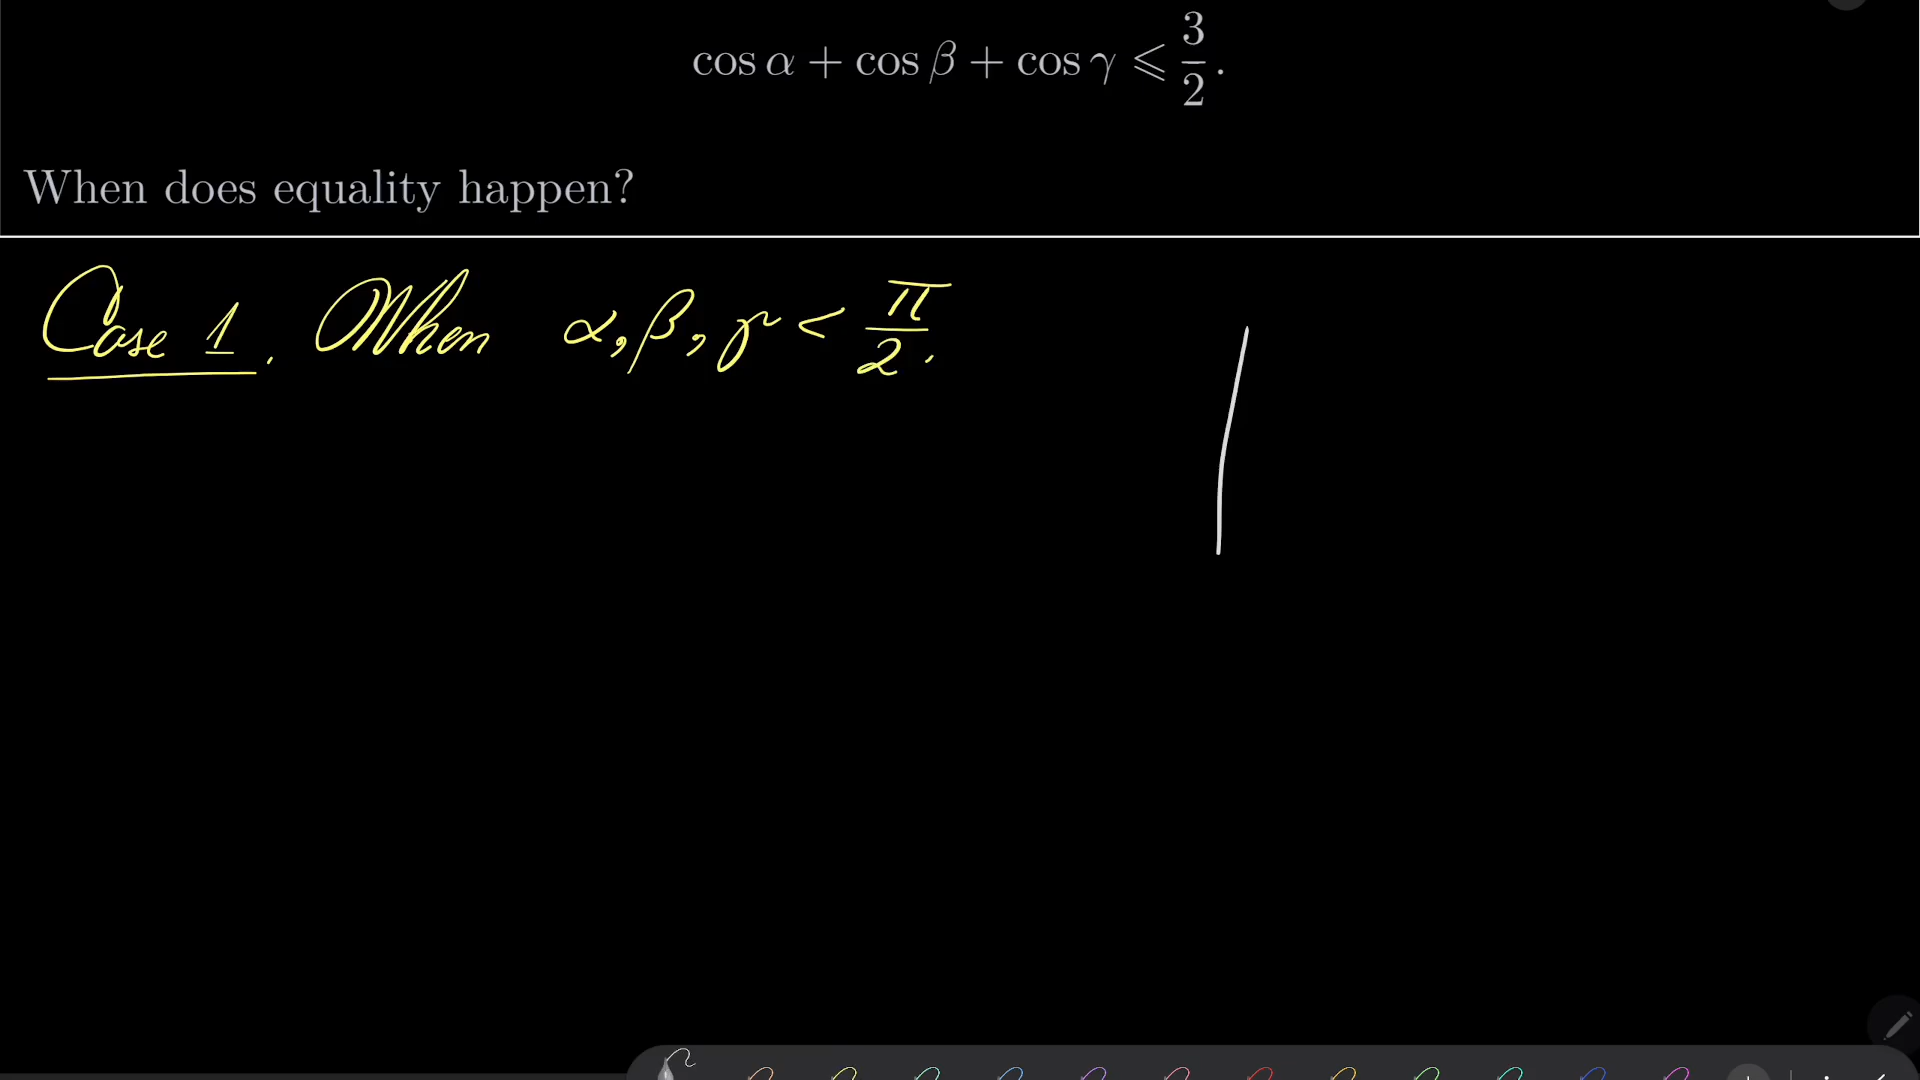 cos α + cos β + cos γ ⩽ 3/2.
When does equality happen?
Case 1. When α, β, γ < π/2.